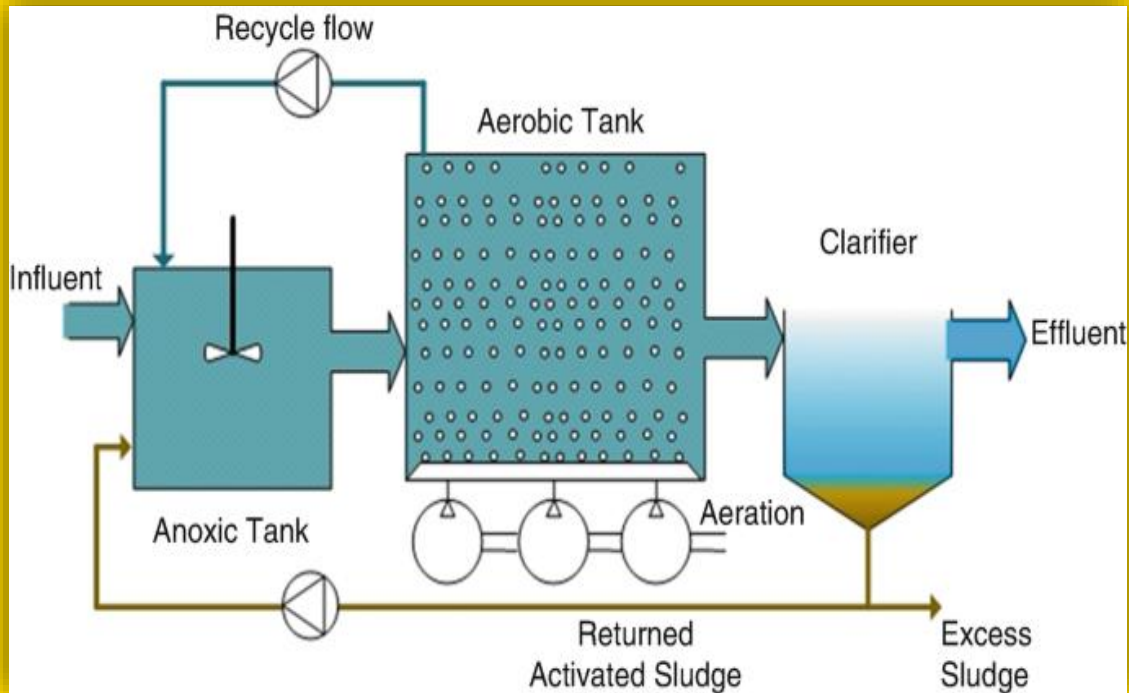 Recycle flow
Aerobic Tank
Clarifier
Influent
Effluent
Aeration
Anoxic Tank
Returned
Activated Sludge
Excess
Sludge